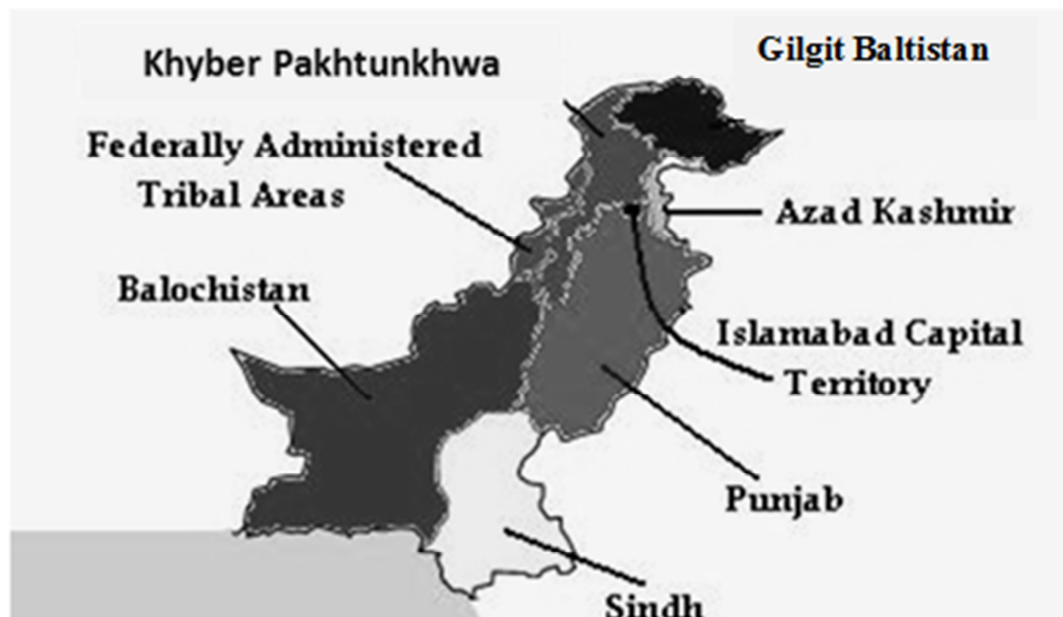 Gilgit Baltistan
Khyber Pakhtunkhwa
Federally Administered
Tribal Areas
Azad Kashmir
Balochistan
Islamabad Capital
Territory
Punjab
Sindh